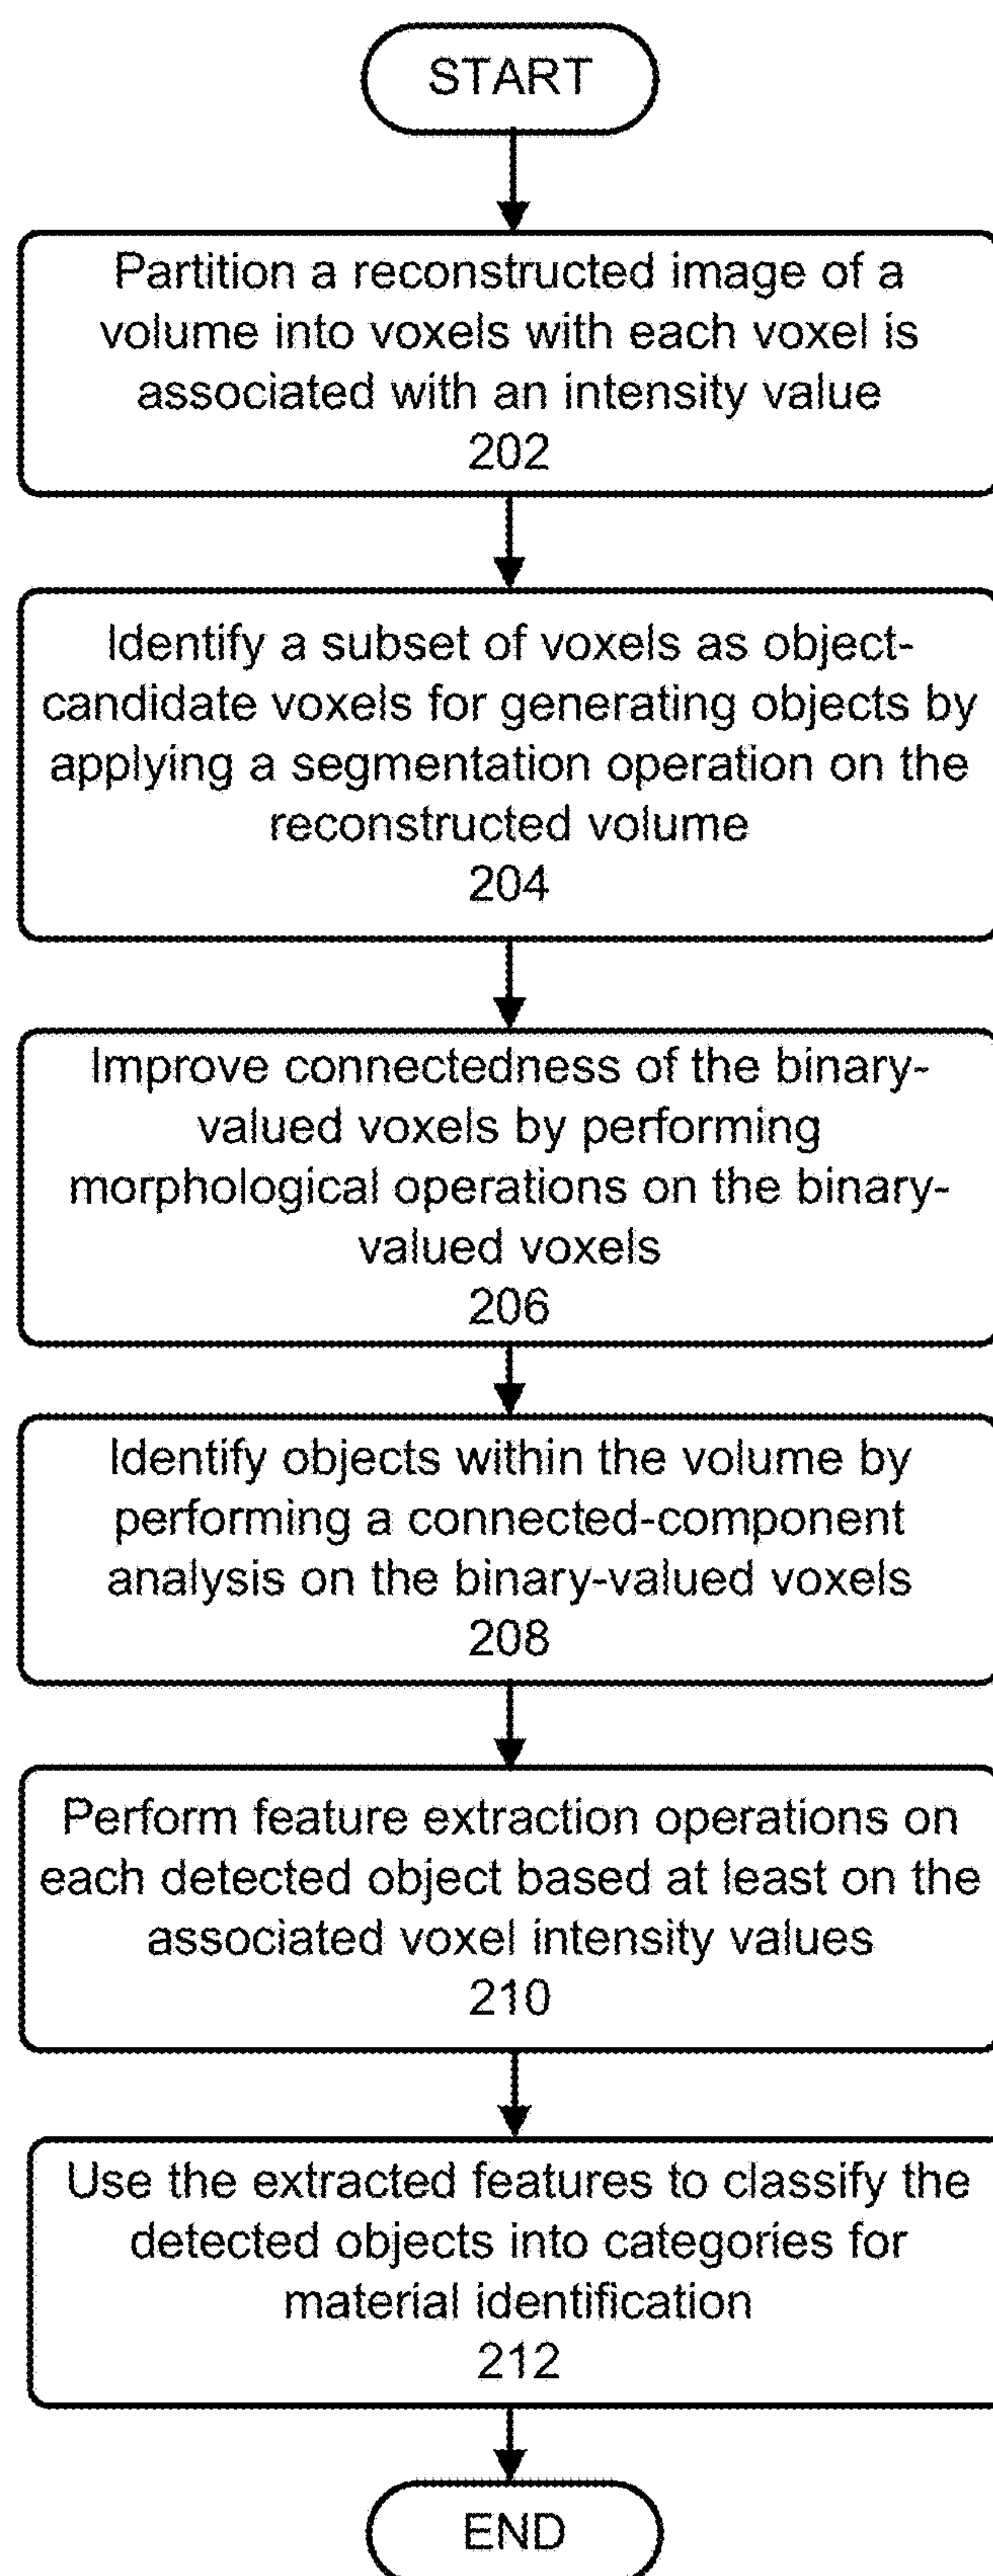 START
Partition a reconstructed image of a
volume into voxels with each voxel is
associated with an intensity value
202
Identify a subset of voxels as object-
candidate voxels for generating objects by
applying a segmentation operation on the
reconstructed volume
204
Improve connectedness of the binary-
valued voxels by performing
morphological operations on the binary-
valued voxels
206
Identify objects within the volume by
performing a connected-component
analysis on the binary-valued voxels
208
Perform feature extraction operations on
each detected object based at least on the
associated voxel intensity values
210
Use the extracted features to classify the
detected objects into categories for
material identification
212
END